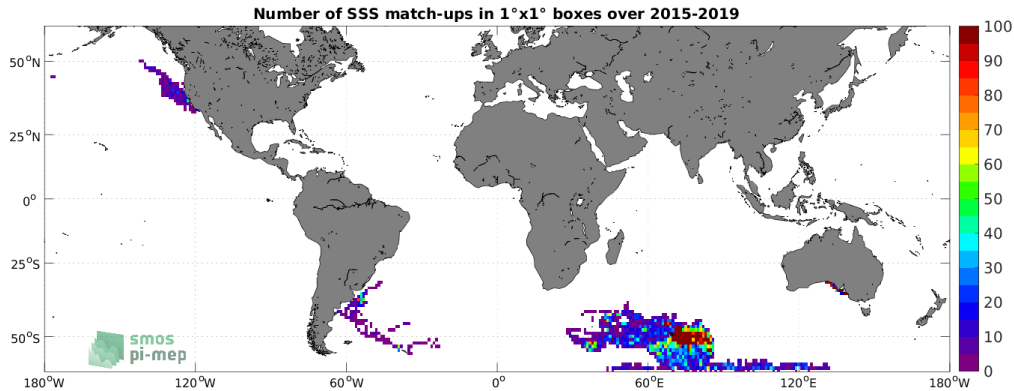 Number of SSS match-ups in 1°x1° boxes over 2015-2019
50°N
25°N
0°
25°S
50°S
180°W
120°W
60°W
0°
60°E
120°E
180°W
100
90
80
70
60
50
40
30
20
10
0
smos
pi-mep